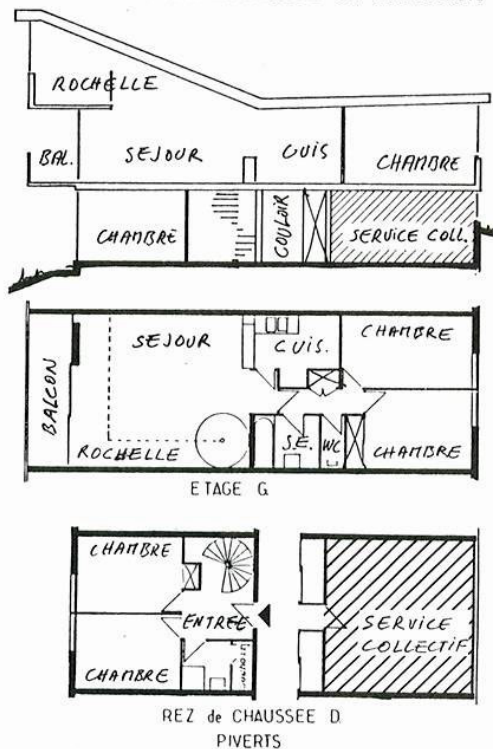 ROCHELLE
BAL. SEJOUR CUIS CHAMBRE
CHAMBRE COULOIR SERVICE COLL.
SEJOUR CUIS. CHAMBRE
BALCON
ROCHELLE S.E. WC CHAMBRE
ETAGE G
CHAMBRE
ENTREE SERVICE
COLLECTIF
CHAMBRE
REZ de CHAUSSEE D.
PIVERTS